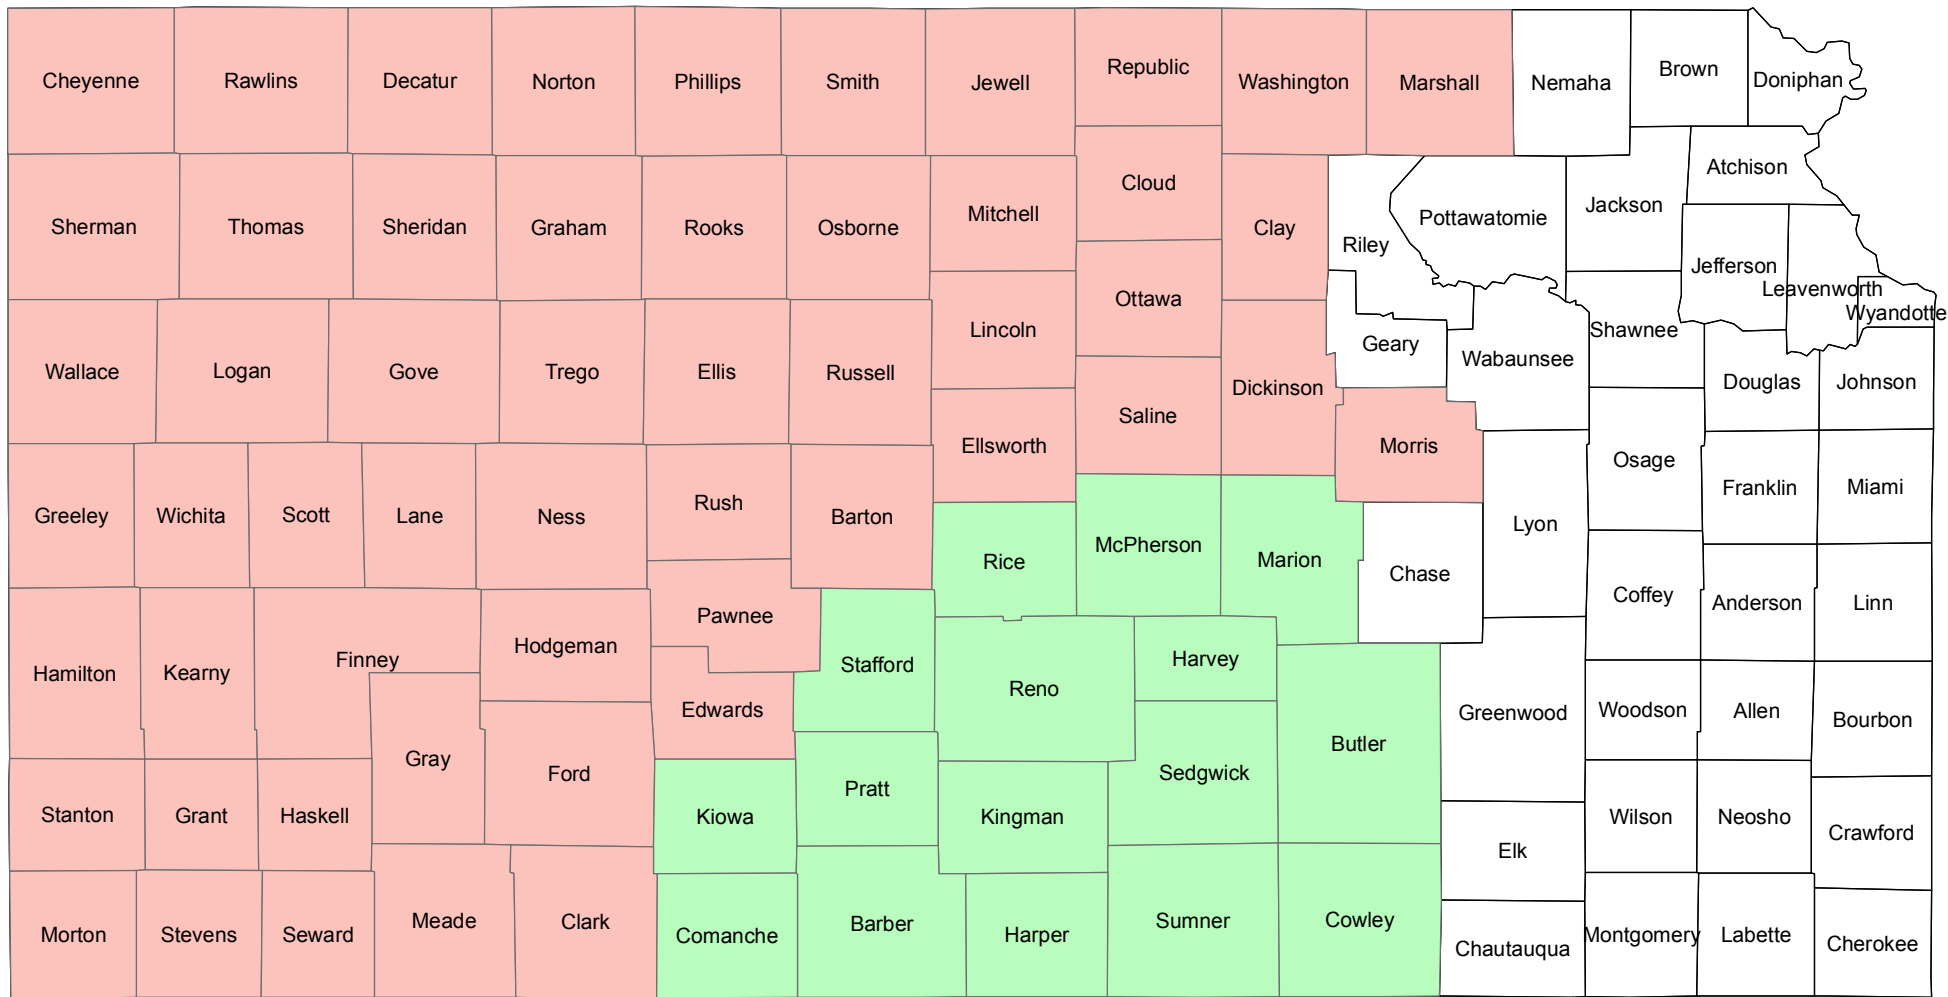 Cheyenne
Rawlins
Decatur
Norton
Phillips
Smith
Jewell
Republic
Washington
Marshall
Nemaha
Brown
Doniphan
Sherman
Thomas
Sheridan
Graham
Rooks
Osborne
Mitchell
Cloud
Clay
Riley
Pottawatomie
Jackson
Atchison
Jefferson
Leavenworth
Wyandotte
Wallace
Logan
Gove
Trego
Ellis
Russell
Lincoln
Ottawa
Saline
Dickinson
Geary
Wabaunsee
Shawnee
Douglas
Johnson
Greeley
Wichita
Scott
Lane
Ness
Rush
Barton
Ellsworth
Rice
McPherson
Marion
Morris
Chase
Lyon
Osage
Franklin
Miami
Hamilton
Kearny
Finney
Hodgeman
Pawnee
Edwards
Stafford
Reno
Harvey
Butler
Greenwood
Coffey
Anderson
Linn
Woodson
Allen
Bourbon
Stanton
Grant
Haskell
Gray
Ford
Kiowa
Pratt
Kingman
Sedgwick
Elk
Wilson
Neosho
Crawford
Morton
Stevens
Seward
Meade
Clark
Comanche
Barber
Harper
Sumner
Cowley
Chautauqua
Montgomery
Labette
Cherokee